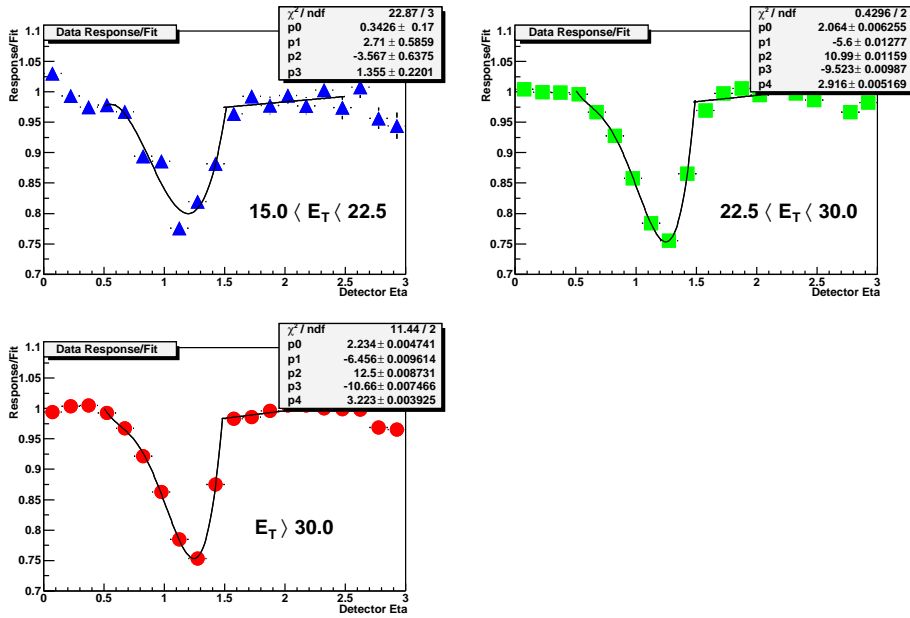 Data Response/Fit
χ² / ndf 22.87 / 3
p0 0.3426 ± 0.17
p1 2.71 ± 0.5859
p2 -3.567 ± 0.6375
p3 1.355 ± 0.2201
Response/Fit
1.1
1.05
1
0.95
0.9
0.85
0.8
0.75
0.7
15.0 ⟨ E_T ⟨ 22.5
0 0.5 1 1.5 2 2.5 3
Detector Eta
Data Response/Fit
χ² / ndf 0.4296 / 2
p0 2.064 ± 0.006255
p1 -5.6 ± 0.01277
p2 10.99 ± 0.01159
p3 -9.523 ± 0.00987
p4 2.916 ± 0.005169
Response/Fit
1.1
1.05
1
0.95
0.9
0.85
0.8
0.75
0.7
22.5 ⟨ E_T ⟨ 30.0
0 0.5 1 1.5 2 2.5 3
Detector Eta
Data Response/Fit
χ² / ndf 11.44 / 2
p0 2.234 ± 0.004741
p1 -6.456 ± 0.009614
p2 12.5 ± 0.008731
p3 -10.66 ± 0.007466
p4 3.223 ± 0.003925
Response/Fit
1.1
1.05
1
0.95
0.9
0.85
0.8
0.75
0.7
E_T ⟩ 30.0
0 0.5 1 1.5 2 2.5 3
Detector Eta